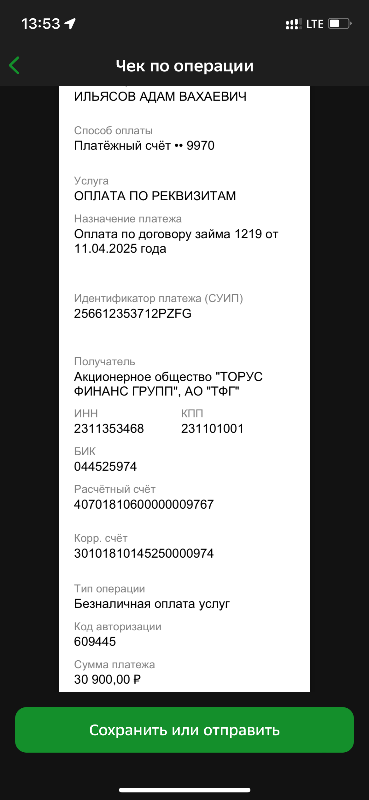 13:53
LTE
Чек по операции
ИЛЬЯСОВ АДАМ ВАХАЕВИЧ
Способ оплаты
Платёжный счёт •• 9970
Услуга
ОПЛАТА ПО РЕКВИЗИТАМ
Назначение платежа
Оплата по договору займа 1219 от
11.04.2025 года
Идентификатор платежа (СУИП)
256612353712PZFG
Получатель
Акционерное общество "ТОРУС
ФИНАНС ГРУПП", АО "ТФГ"
ИНН КПП
2311353468 231101001
БИК
044525974
Расчётный счёт
40701810600000009767
Корр. счёт
30101810145250000974
Тип операции
Безналичная оплата услуг
Код авторизации
609445
Сумма платежа
30 900,00 ₽
Сохранить или отправить